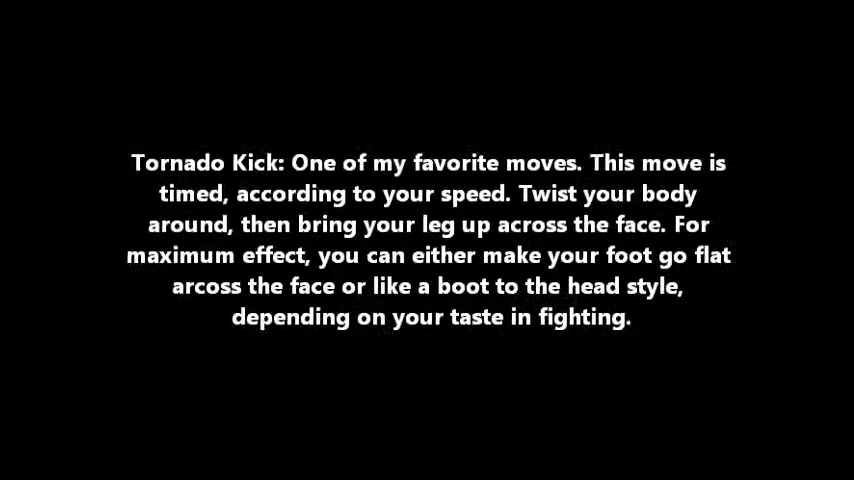 Tornado Kick: One of my favorite moves. This move is
timed, according to your speed. Twist your body
around, then bring your leg up across the face. For
maximum effect, you can either make your foot go flat
arcoss the face or like a boot to the head style,
depending on your taste in fighting.